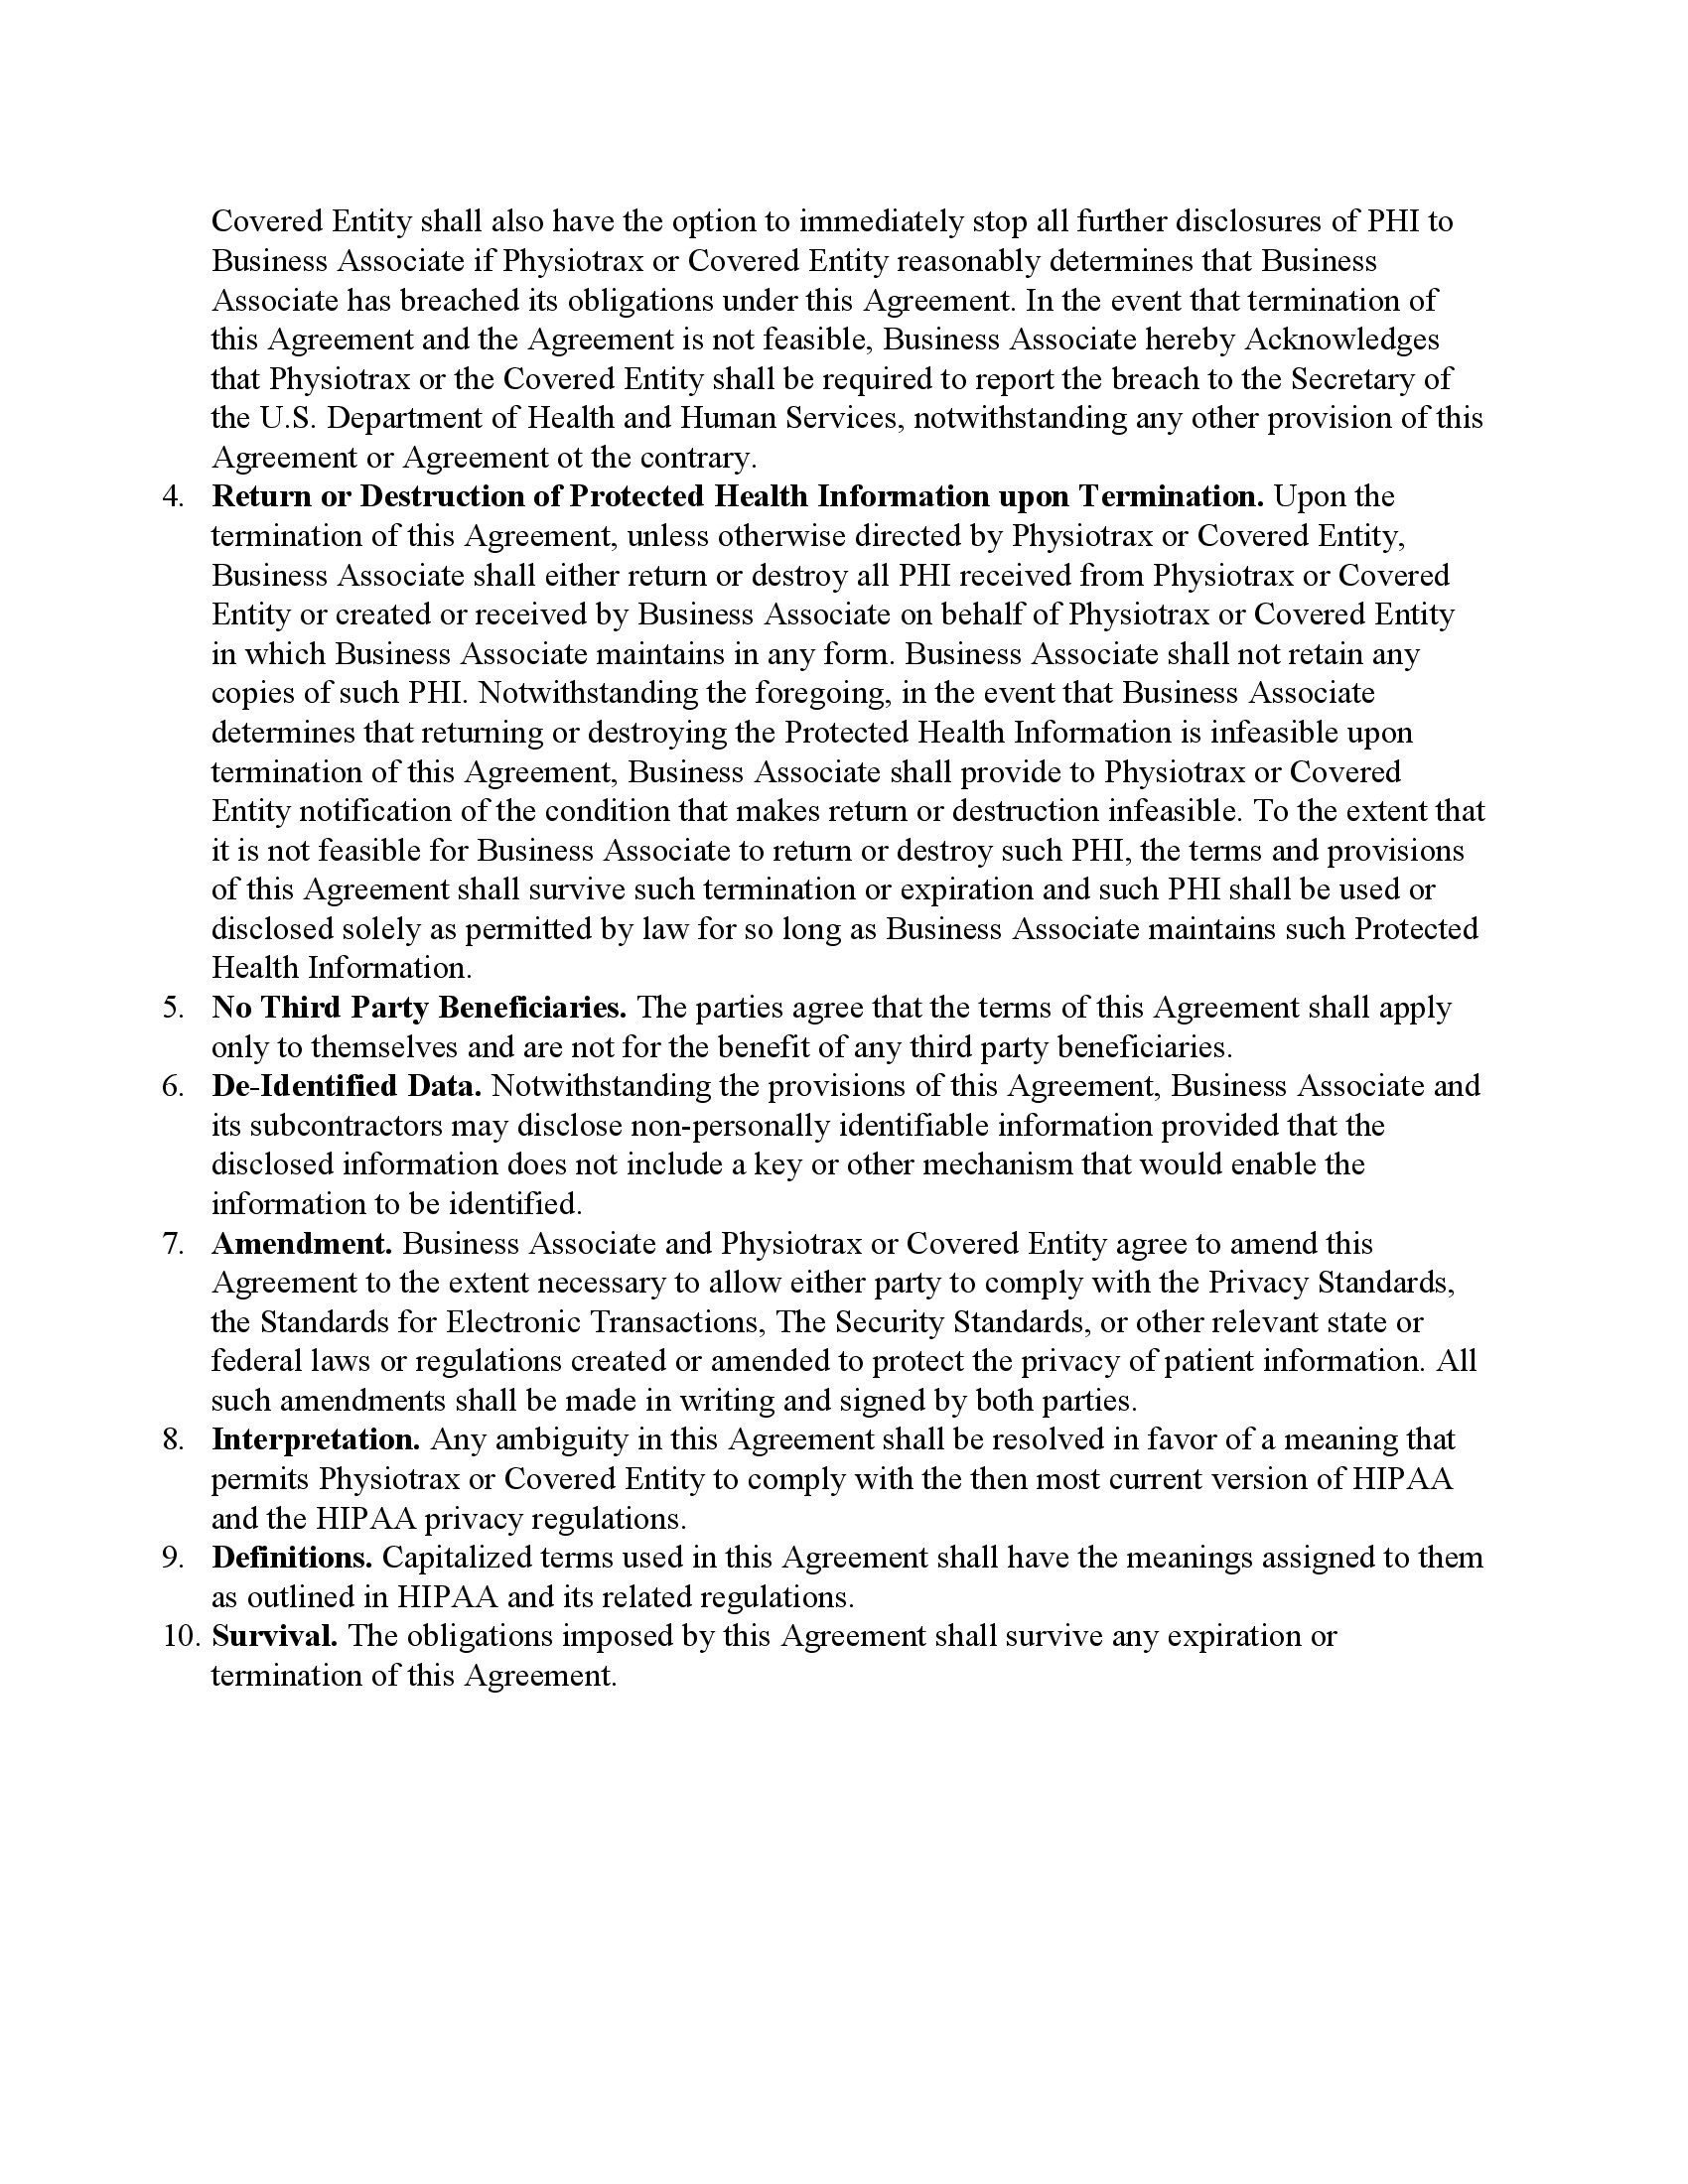 Covered Entity shall also have the option to immediately stop all further disclosures of PHI to
Business Associate if Physiotrax or Covered Entity reasonably determines that Business
Associate has breached its obligations under this Agreement. In the event that termination of
this Agreement and the Agreement is not feasible, Business Associate hereby Acknowledges
that Physiotrax or the Covered Entity shall be required to report the breach to the Secretary of
the U.S. Department of Health and Human Services, notwithstanding any other provision of this
Agreement or Agreement ot the contrary.
4. Return or Destruction of Protected Health Information upon Termination. Upon the
termination of this Agreement, unless otherwise directed by Physiotrax or Covered Entity,
Business Associate shall either return or destroy all PHI received from Physiotrax or Covered
Entity or created or received by Business Associate on behalf of Physiotrax or Covered Entity
in which Business Associate maintains in any form. Business Associate shall not retain any
copies of such PHI. Notwithstanding the foregoing, in the event that Business Associate
determines that returning or destroying the Protected Health Information is infeasible upon
termination of this Agreement, Business Associate shall provide to Physiotrax or Covered
Entity notification of the condition that makes return or destruction infeasible. To the extent that
it is not feasible for Business Associate to return or destroy such PHI, the terms and provisions
of this Agreement shall survive such termination or expiration and such PHI shall be used or
disclosed solely as permitted by law for so long as Business Associate maintains such Protected
Health Information.
5. No Third Party Beneficiaries. The parties agree that the terms of this Agreement shall apply
only to themselves and are not for the benefit of any third party beneficiaries.
6. De-Identified Data. Notwithstanding the provisions of this Agreement, Business Associate and
its subcontractors may disclose non-personally identifiable information provided that the
disclosed information does not include a key or other mechanism that would enable the
information to be identified.
7. Amendment. Business Associate and Physiotrax or Covered Entity agree to amend this
Agreement to the extent necessary to allow either party to comply with the Privacy Standards,
the Standards for Electronic Transactions, The Security Standards, or other relevant state or
federal laws or regulations created or amended to protect the privacy of patient information. All
such amendments shall be made in writing and signed by both parties.
8. Interpretation. Any ambiguity in this Agreement shall be resolved in favor of a meaning that
permits Physiotrax or Covered Entity to comply with the then most current version of HIPAA
and the HIPAA privacy regulations.
9. Definitions. Capitalized terms used in this Agreement shall have the meanings assigned to them
as outlined in HIPAA and its related regulations.
10. Survival. The obligations imposed by this Agreement shall survive any expiration or
termination of this Agreement.